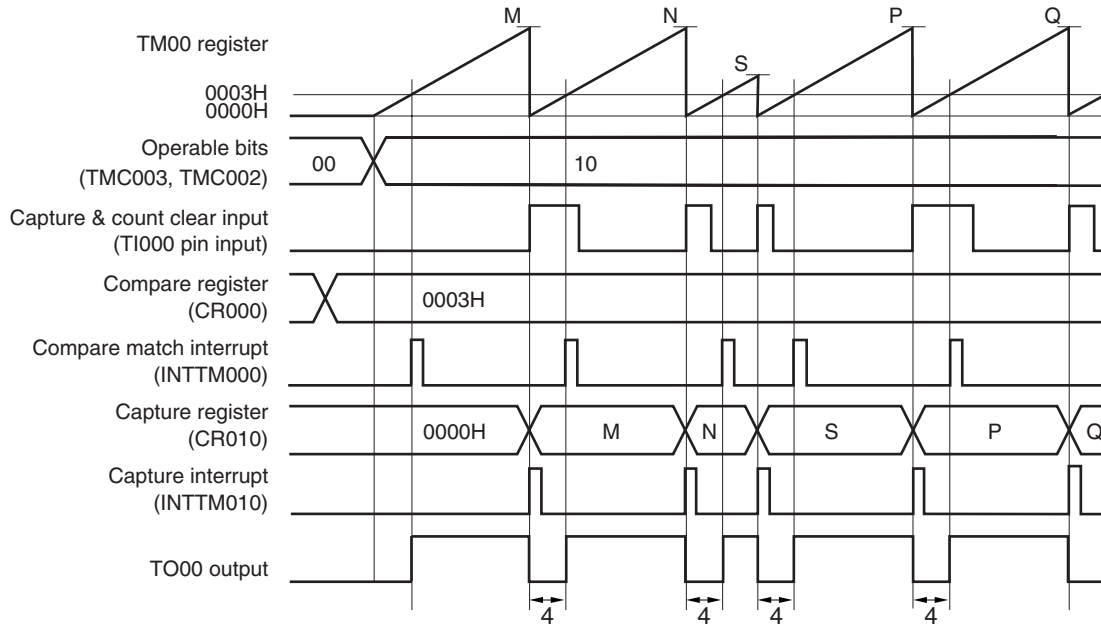 M N P Q
TM00 register
S
0003H
0000H
Operable bits
(TMC003, TMC002)
00 10
Capture & count clear input
(TI000 pin input)
Compare register
(CR000)
0003H
Compare match interrupt
(INTTM000)
Capture register
(CR010)
0000H M N S P Q
Capture interrupt
(INTTM010)
TO00 output
4 4 4 4